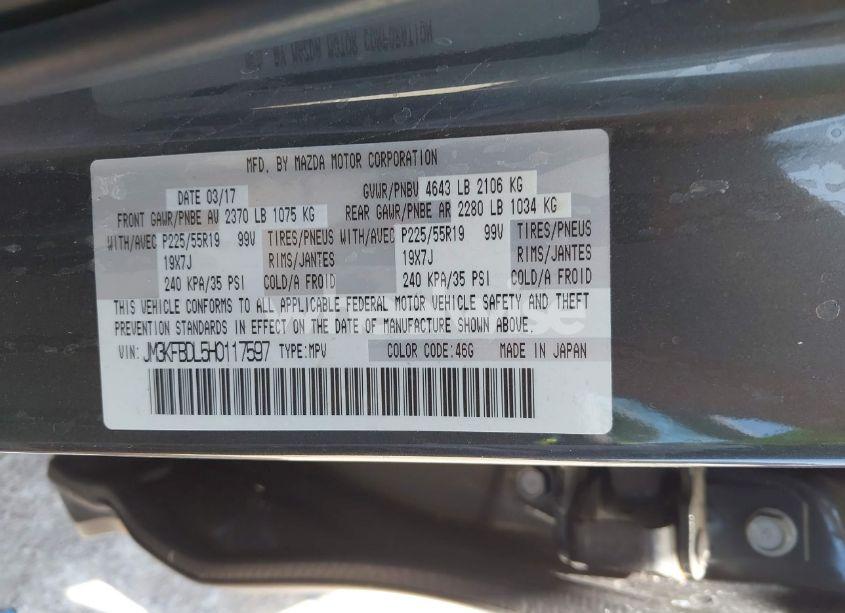 MFD. BY MAZDA MOTOR CORPORATION
DATE 03/17 GVWR/PNBV 4643 LB 2106 KG
FRONT GAWR/PNBE AV 2370 LB 1075 KG REAR GAWR/PNBE AR 2280 LB 1034 KG
WITH/AVEC P225/55R19 99V TIRES/PNEUS WITH/AVEC P225/55R19 99V TIRES/PNEUS
19X7J RIMS/JANTES 19X7J RIMS/JANTES
240 KPA/35 PSI COLD/A FROID 240 KPA/35 PSI COLD/A FROID
THIS VEHICLE CONFORMS TO ALL APPLICABLE FEDERAL MOTOR VEHICLE SAFETY AND THEFT
PREVENTION STANDARDS IN EFFECT ON THE DATE OF MANUFACTURE SHOWN ABOVE.
VIN: JM3KFBDL5H0117597 TYPE:MPV COLOR CODE:46G MADE IN JAPAN